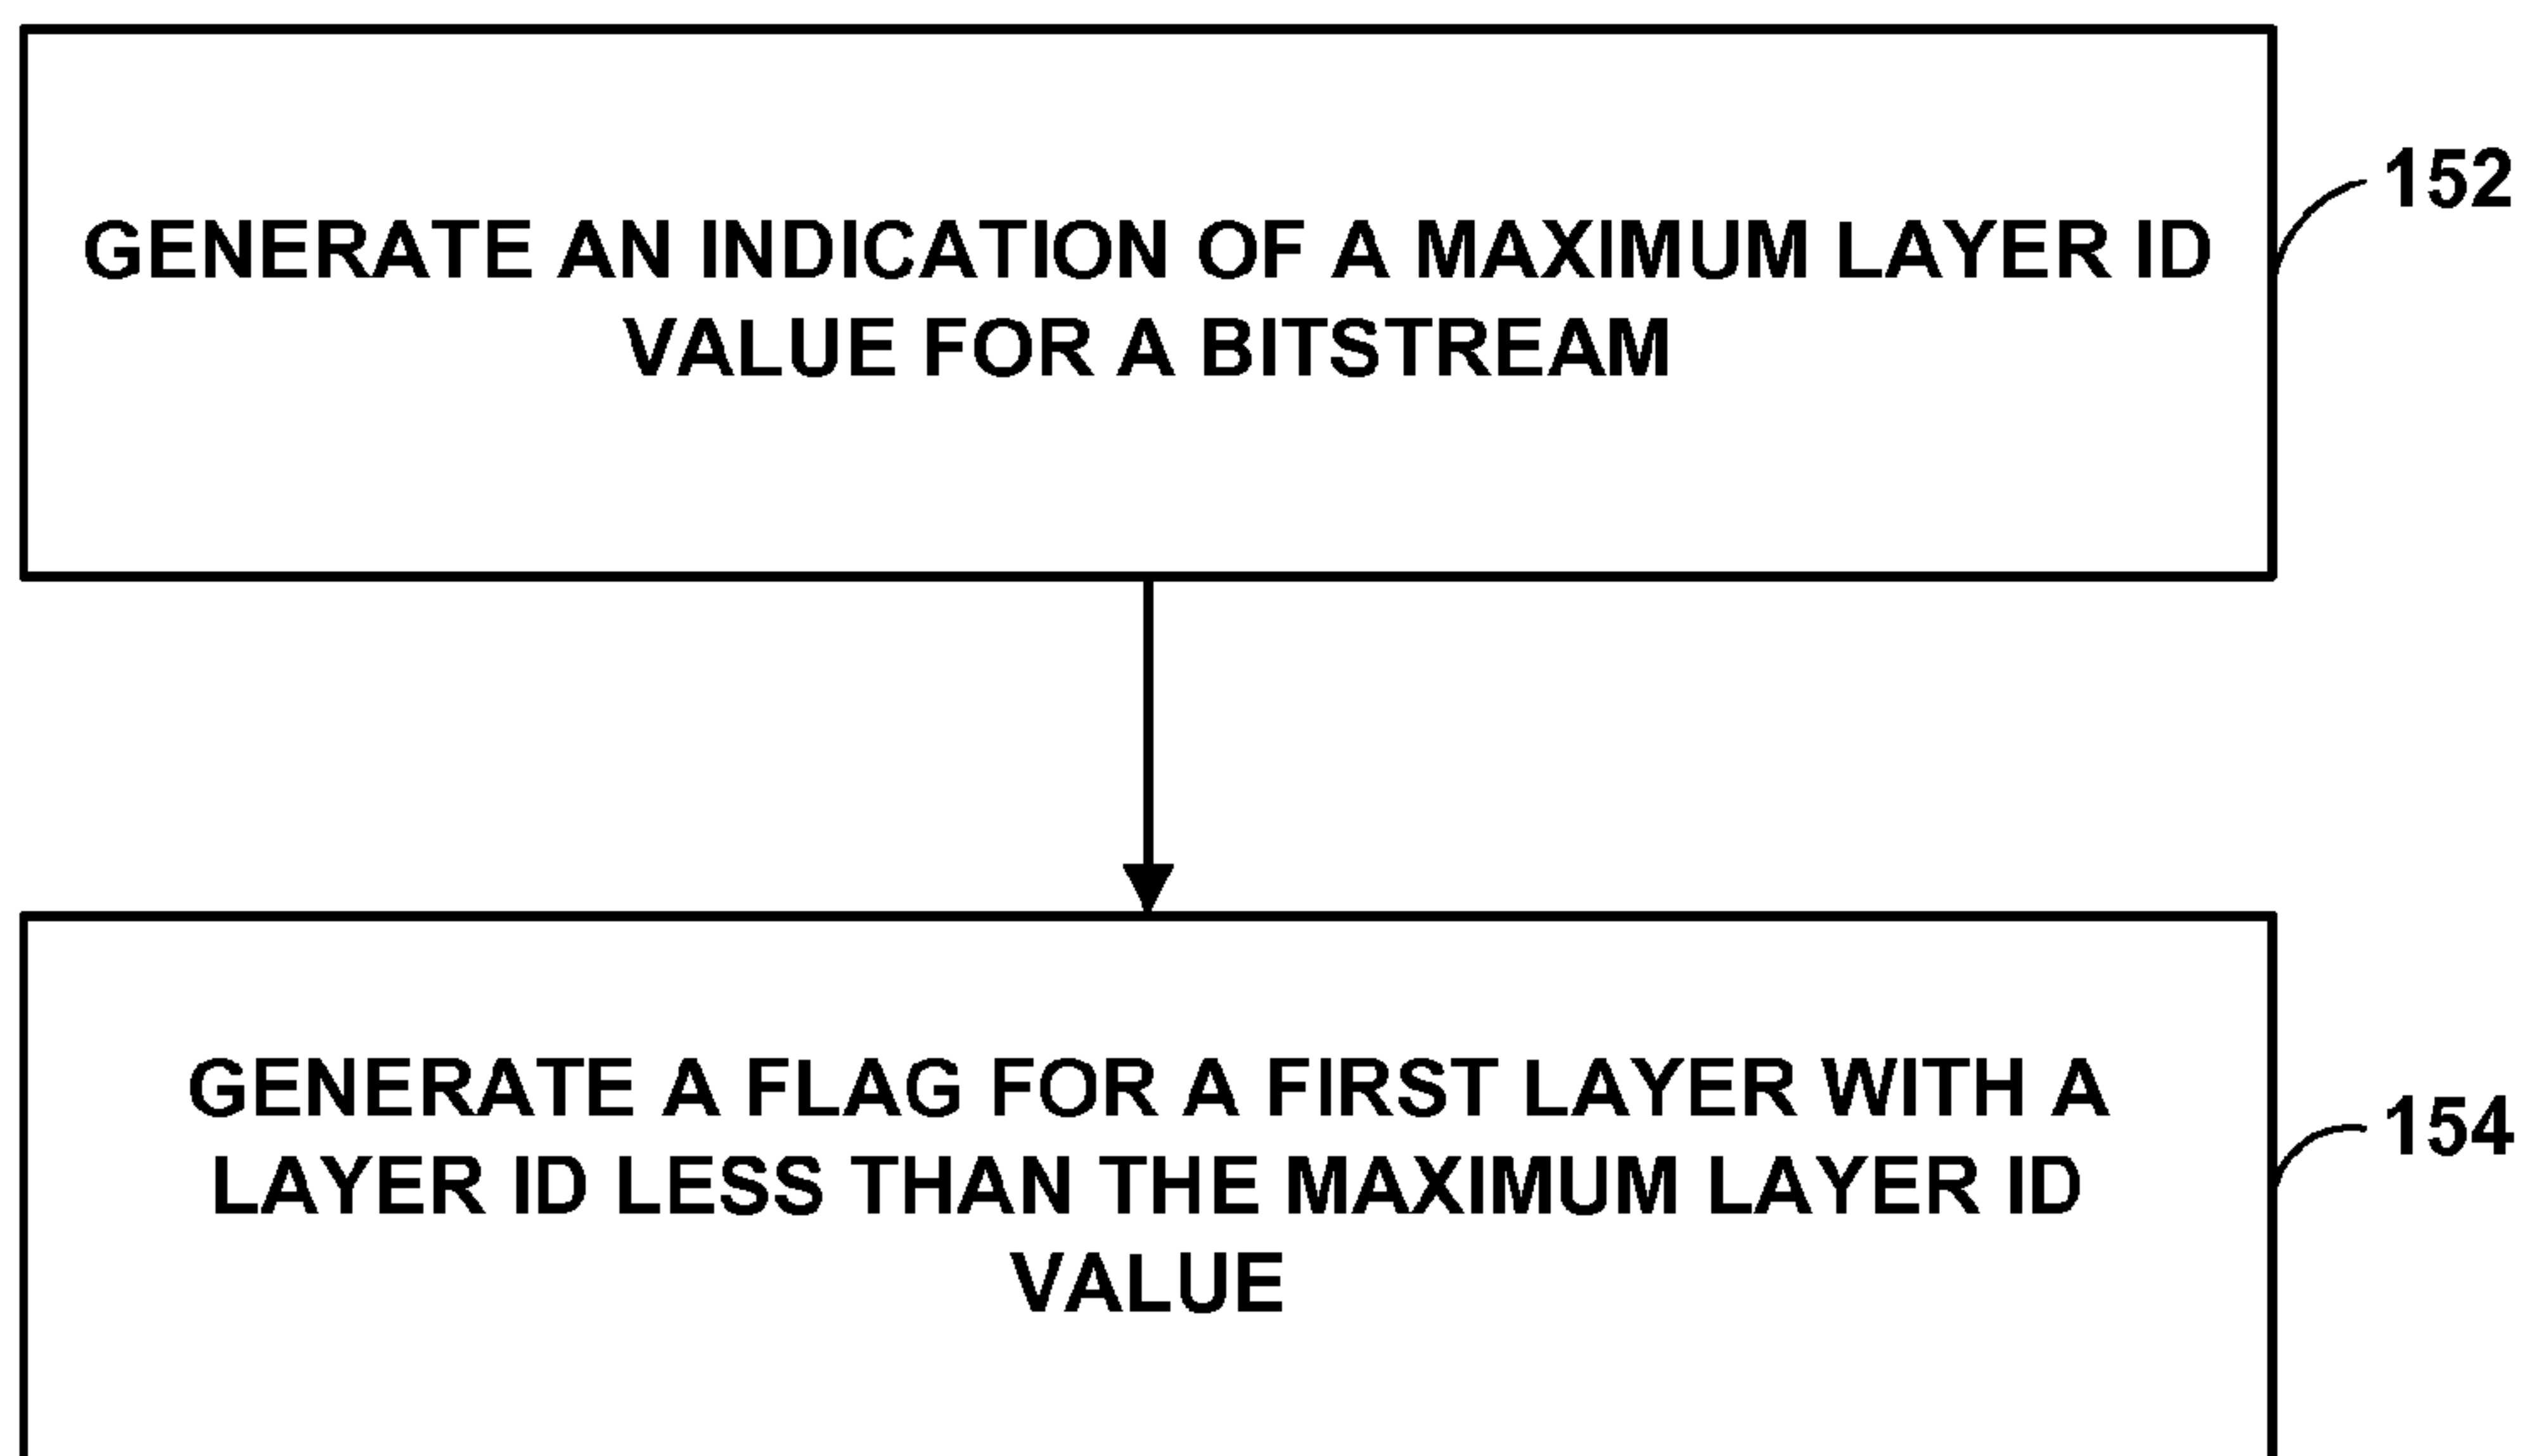 GENERATE AN INDICATION OF A MAXIMUM LAYER ID
VALUE FOR A BITSTREAM
152
GENERATE A FLAG FOR A FIRST LAYER WITH A
LAYER ID LESS THAN THE MAXIMUM LAYER ID
VALUE
154